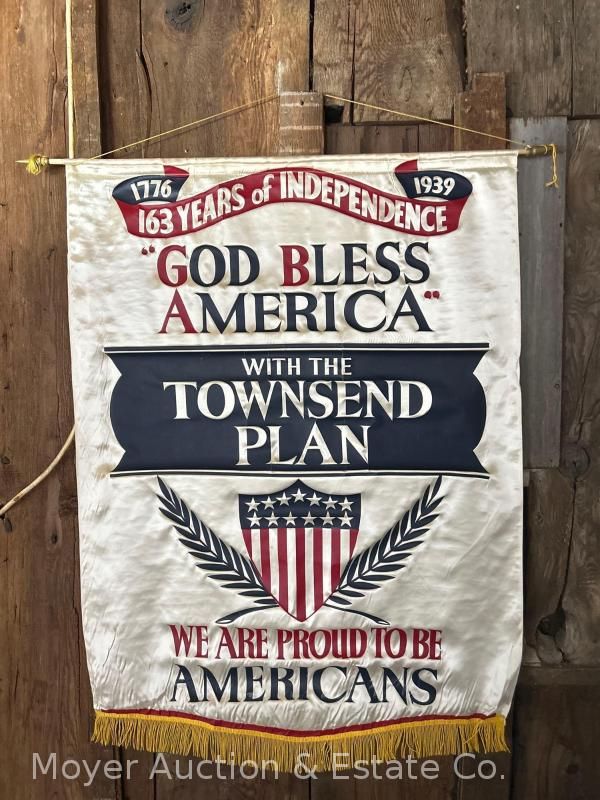 1776 1939
163 YEARS of INDEPENDENCE
"GOD BLESS
AMERICA"
WITH THE
TOWNSEND
PLAN
WE ARE PROUD TO BE
AMERICANS
Moyer Auction & Estate Co.